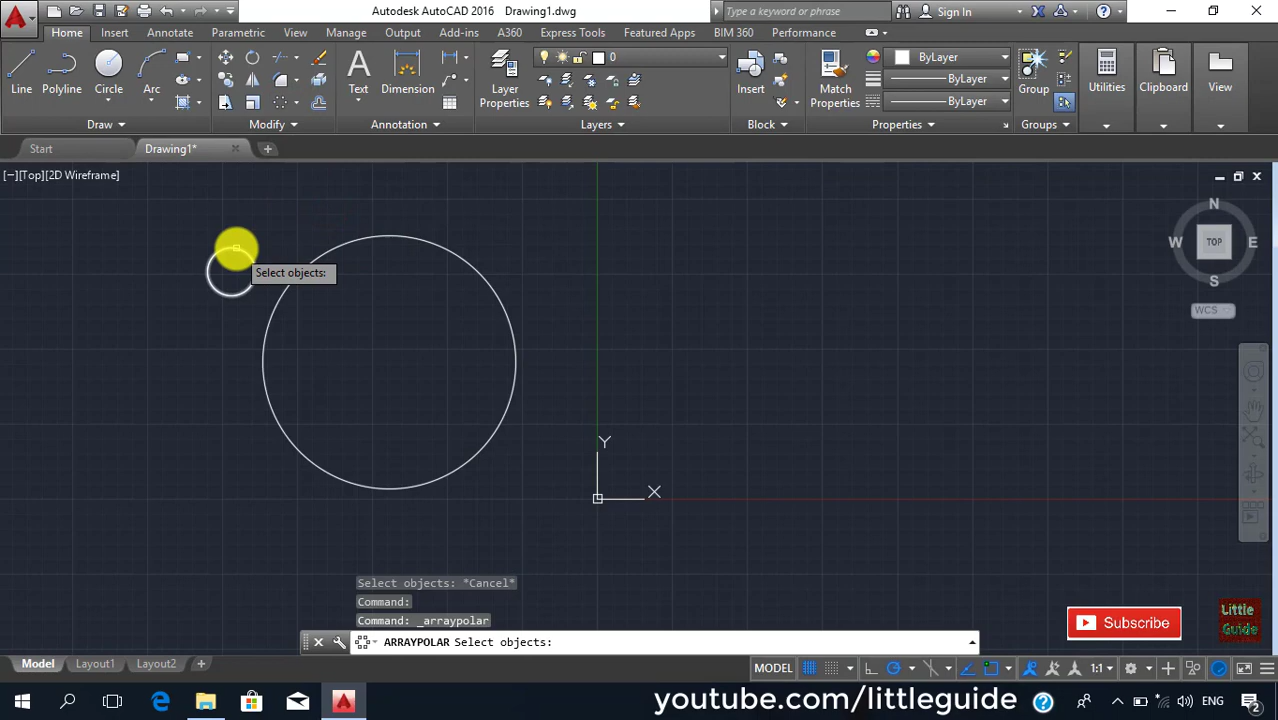 Autodesk AutoCAD 2016 Drawing1.dwg
Type a keyword or phrase
Sign In
Home Insert Annotate Parametric View Manage Output Add-ins A360 Express Tools Featured Apps BIM 360 Performance
0
ByLayer
Line Polyline Circle Arc Text Dimension Layer Properties Insert Match Properties ByLayer Group Utilities Clipboard View
ByLayer
Draw Modify Annotation Layers Block Properties Groups
Start Drawing1*
[−][Top][2D Wireframe]
N
W TOP E
S
WCS
Select objects:
Y
X
Select objects: *Cancel*
Command:
Command: _arraypolar
ARRAYPOLAR Select objects:
Subscribe
Little
Guide
Model Layout1 Layout2
MODEL 1:1
youtube.com/littleguide
ENG
2